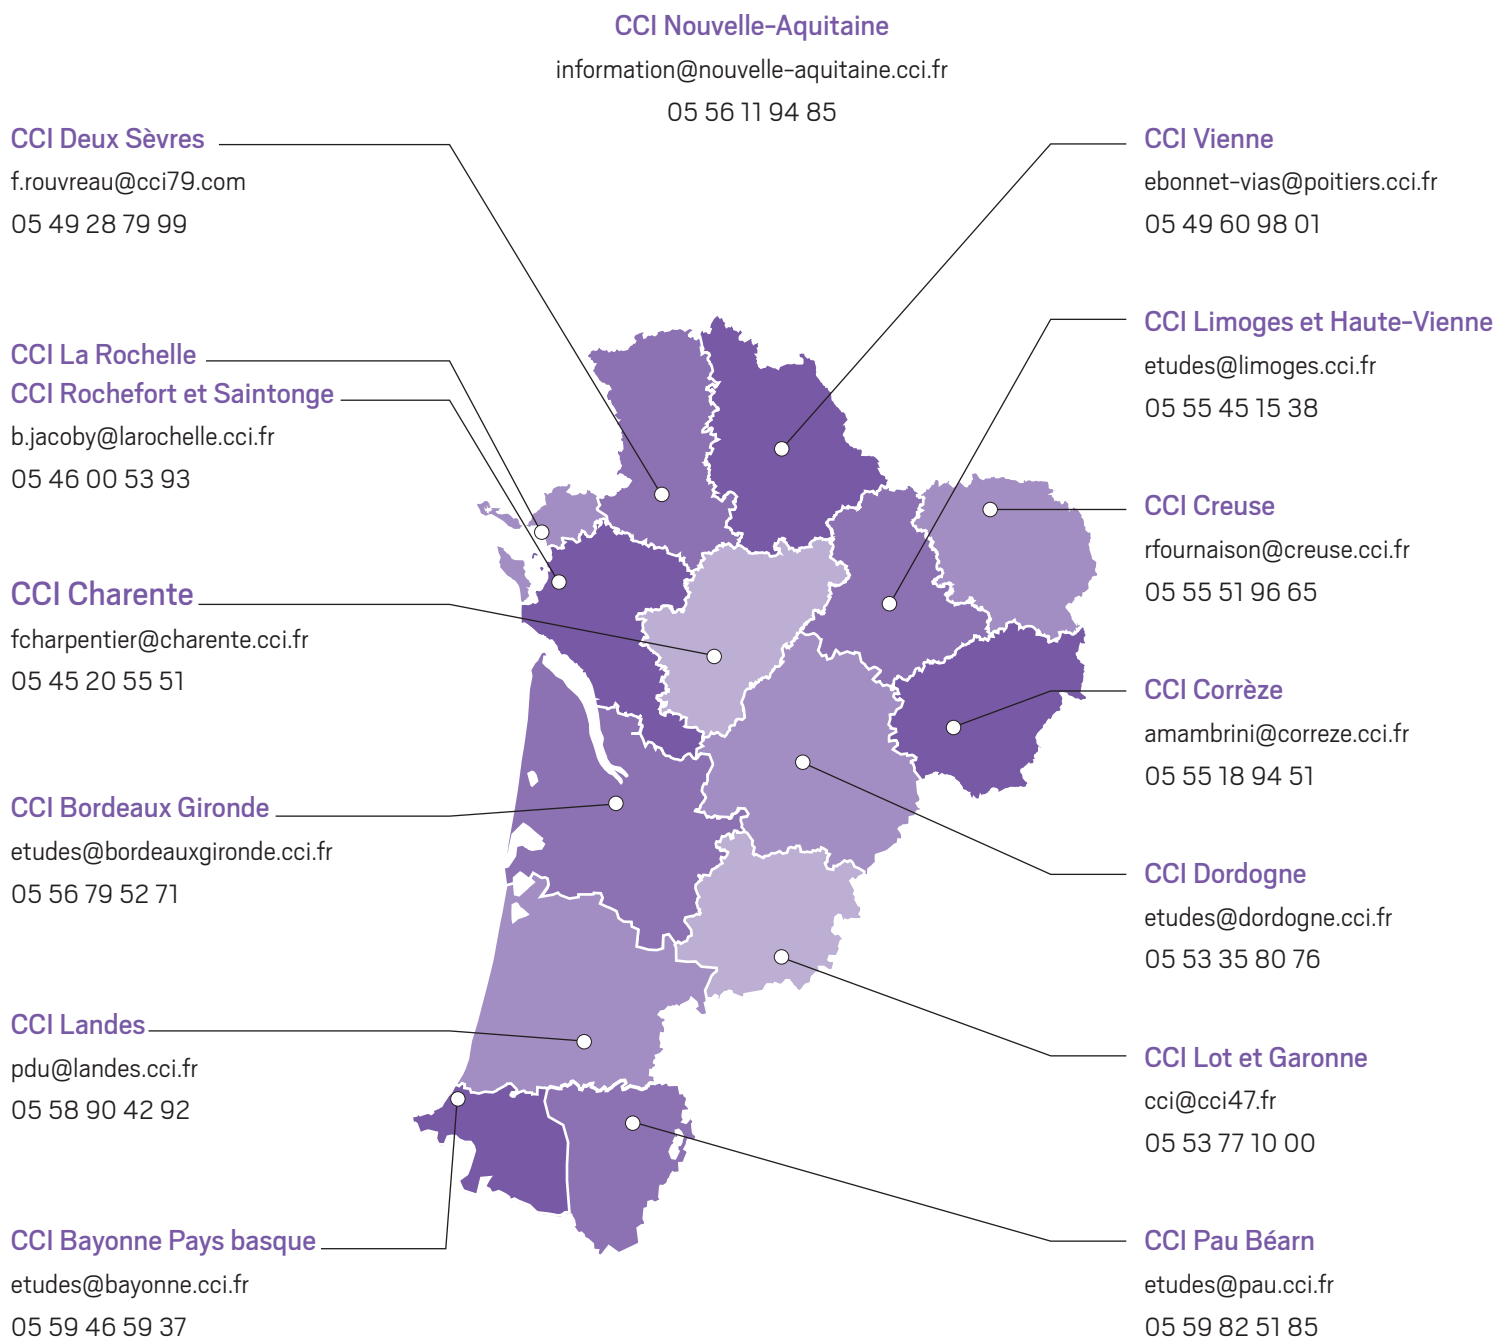 CCI Nouvelle-Aquitaine
information@nouvelle-aquitaine.cci.fr
05 56 11 94 85
CCI Deux Sèvres
f.rouvreau@cci79.com
05 49 28 79 99
CCI La Rochelle
CCI Rochefort et Saintonge
b.jacoby@larochelle.cci.fr
05 46 00 53 93
CCI Charente
fcharpentier@charente.cci.fr
05 45 20 55 51
CCI Bordeaux Gironde
etudes@bordeauxgironde.cci.fr
05 56 79 52 71
CCI Landes
pdu@landes.cci.fr
05 58 90 42 92
CCI Bayonne Pays basque
etudes@bayonne.cci.fr
05 59 46 59 37
CCI Vienne
ebonnet-vias@poitiers.cci.fr
05 49 60 98 01
CCI Limoges et Haute-Vienne
etudes@limoges.cci.fr
05 55 45 15 38
CCI Creuse
rfournaison@creuse.cci.fr
05 55 51 96 65
CCI Corrèze
amambrini@correze.cci.fr
05 55 18 94 51
CCI Dordogne
etudes@dordogne.cci.fr
05 53 35 80 76
CCI Lot et Garonne
cci@cci47.fr
05 53 77 10 00
CCI Pau Béarn
etudes@pau.cci.fr
05 59 82 51 85